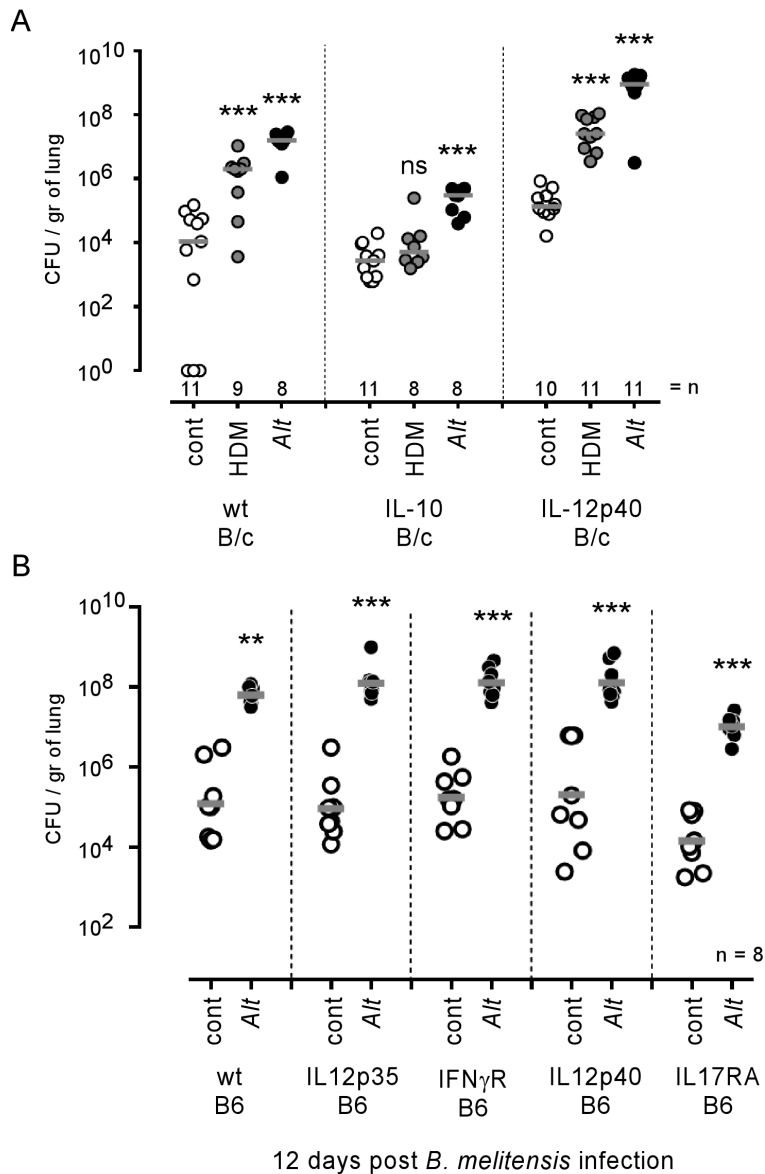 A
CFU / gr of lung
10^10
10^8
10^6
10^4
10^2
10^0
*** *** ns *** *** ***
11 9 8 11 8 8 10 11 11 = n
cont HDM Alt cont HDM Alt cont HDM Alt
wt IL-10 IL-12p40
B/c B/c B/c
B
CFU / gr of lung
10^10
10^8
10^6
10^4
10^2
** *** *** *** ***
n = 8
cont Alt cont Alt cont Alt cont Alt cont Alt
wt IL12p35 IFNγR IL12p40 IL17RA
B6 B6 B6 B6 B6
12 days post B. melitensis infection